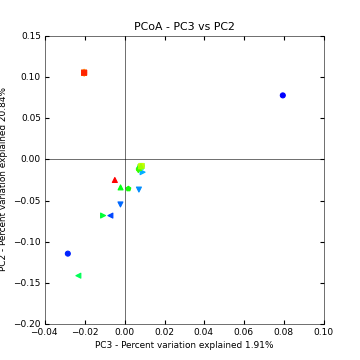 PCoA - PC3 vs PC2
0.15
0.10
0.05
0.00
−0.05
−0.10
−0.15
−0.20
PC2 - Percent variation explained 20.84%
−0.04 −0.02 0.00 0.02 0.04 0.06 0.08 0.10
PC3 - Percent variation explained 1.91%